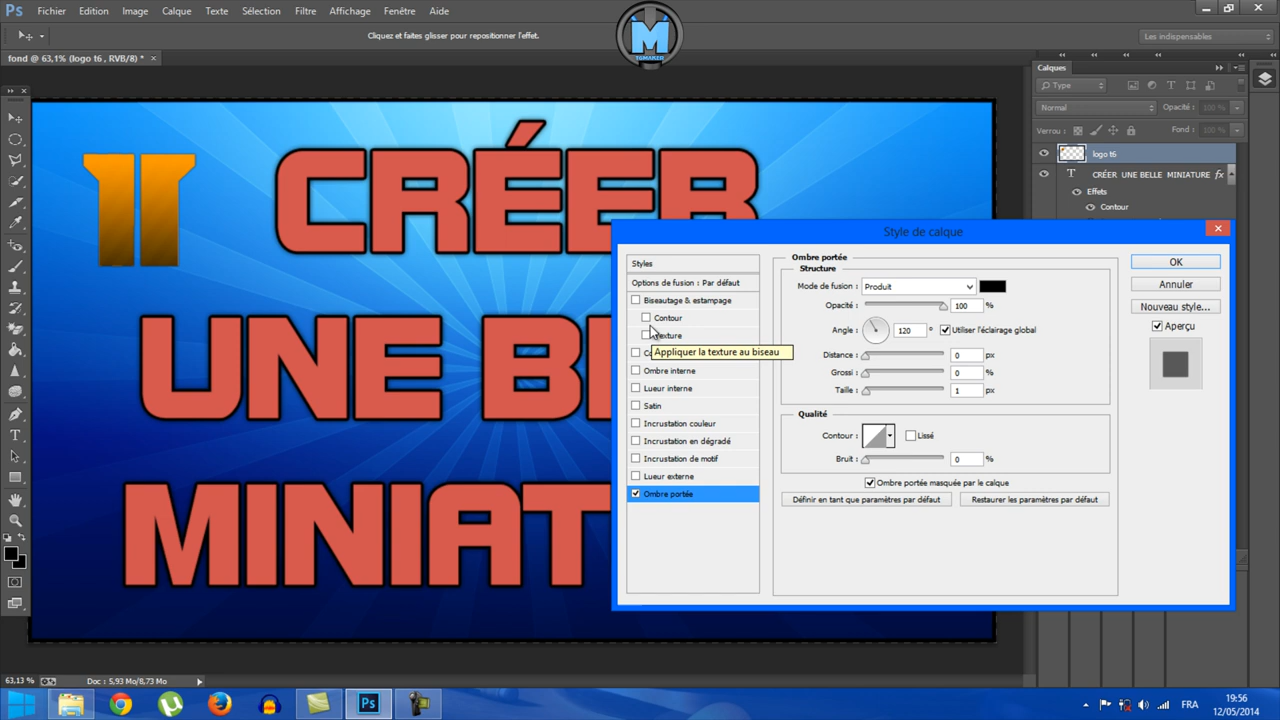 Ps Fichier Edition Image Calque Texte Sélection Filtre Affichage Fenêtre Aide
Cliquez et faites glisser pour repositionner l'effet.
Les indispensables
M
TGMAKER
fond @ 63,1% (logo t6 , RVB/8) *
Calques
Type
Normal
Opacité : 100 %
Verrou :
Fond : 100 %
logo t6
T CRÉER UNE BELLE MINIATURE fx
Effets
Contour
CRÉER
UNE B
MINIAT
Style de calque
Styles
Options de fusion : Par défaut
Biseautage & estampage
Contour
Texture
Appliquer la texture au biseau
Ombre interne
Lueur interne
Satin
Incrustation couleur
Incrustation en dégradé
Incrustation de motif
Lueur externe
Ombre portée
Ombre portée
Structure
Mode de fusion : Produit
Opacité : 100 %
Angle : 120 ° Utiliser l'éclairage global
Distance : 0 px
Grossi : 0 %
Taille : 1 px
Qualité
Contour : Lissé
Bruit : 0 %
Ombre portée masquée par le calque
Définir en tant que paramètres par défaut
Restaurer les paramètres par défaut
OK
Annuler
Nouveau style...
Aperçu
63,13 %
Doc : 5,93 Mo/8,73 Mo
Ps
FRA
19:56
12/05/2014